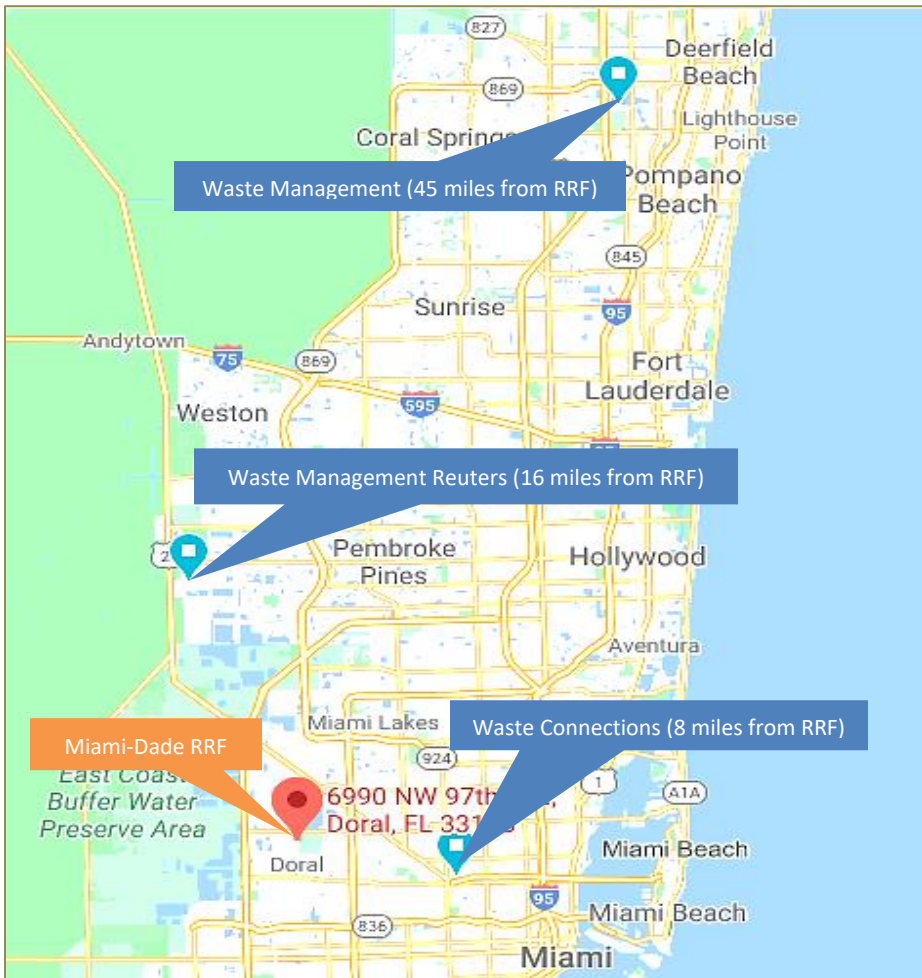 827
Deerfield
Beach
869
Lighthouse
Point
Coral Springs
Waste Management (45 miles from RRF)
Pompano
Beach
845
Sunrise
95
Andytown
75
869
Fort
Lauderdale
Weston
595
Waste Management Reuters (16 miles from RRF)
2
Pembroke
Pines
Hollywood
Aventura
Miami Lakes
Waste Connections (8 miles from RRF)
Miami-Dade RRF
924
1
A1A
East Coast
Buffer Water
Preserve Area
6990 NW 97th
Doral, FL
Doral
Miami Beach
95
Miami Beach
836
Miami